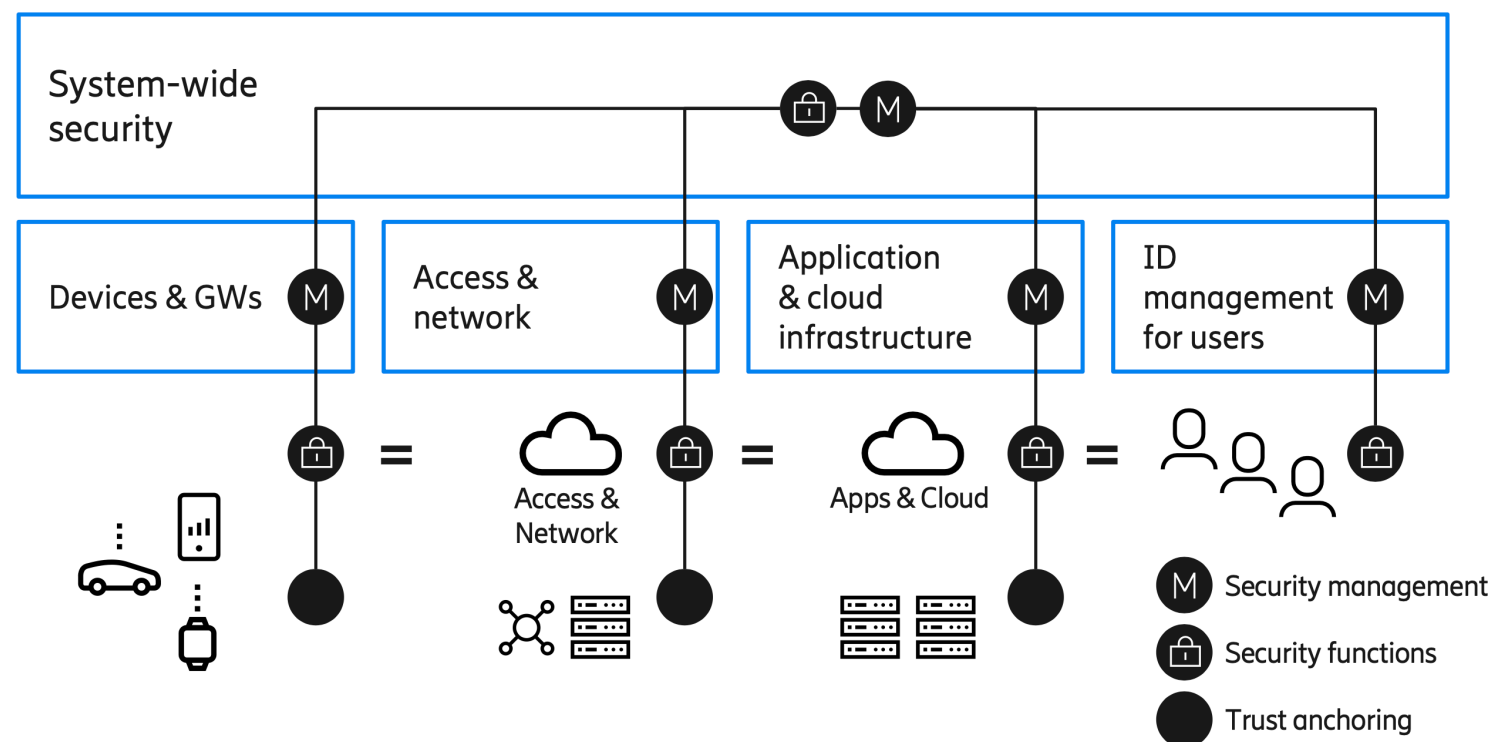 System-wide
security
M
Devices & GWs
M
Access &
network
M
Application
& cloud
infrastructure
M
ID
management
for users
M
=
=
=
Access &
Network
Apps & Cloud
M Security management
Security functions
Trust anchoring